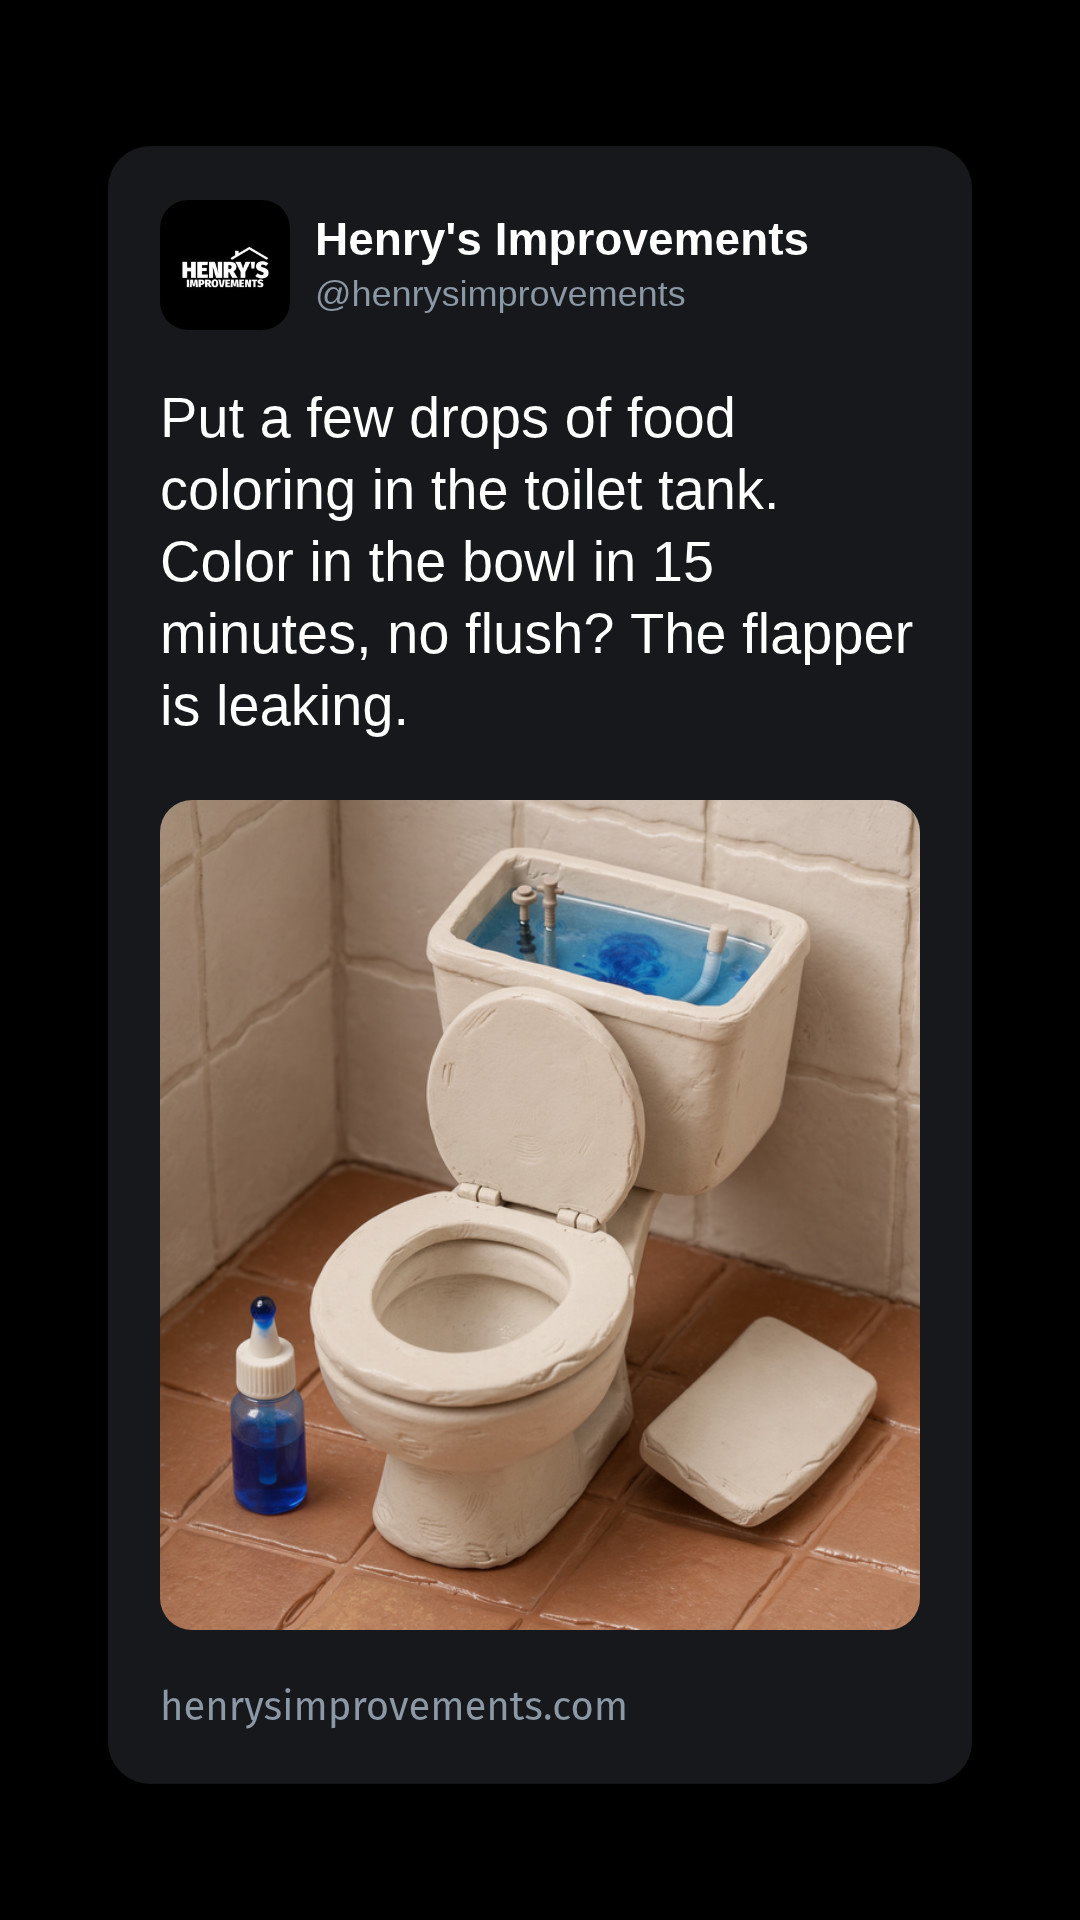 HENRY'S
IMPROVEMENTS
Henry's Improvements
@henrysimprovements
Put a few drops of food
coloring in the toilet tank.
Color in the bowl in 15
minutes, no flush? The flapper
is leaking.
henrysimprovements.com